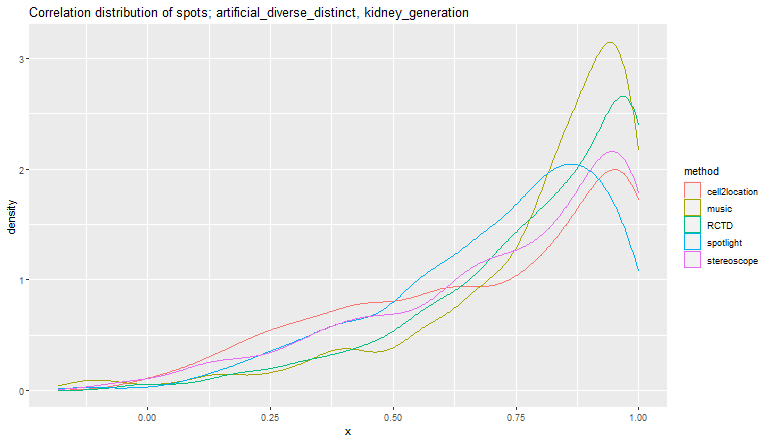 Correlation distribution of spots; artificial_diverse_distinct, kidney_generation
3
2
1
0
density
0.00
0.25
0.50
0.75
1.00
x
method
cell2location
music
RCTD
spotlight
stereoscope